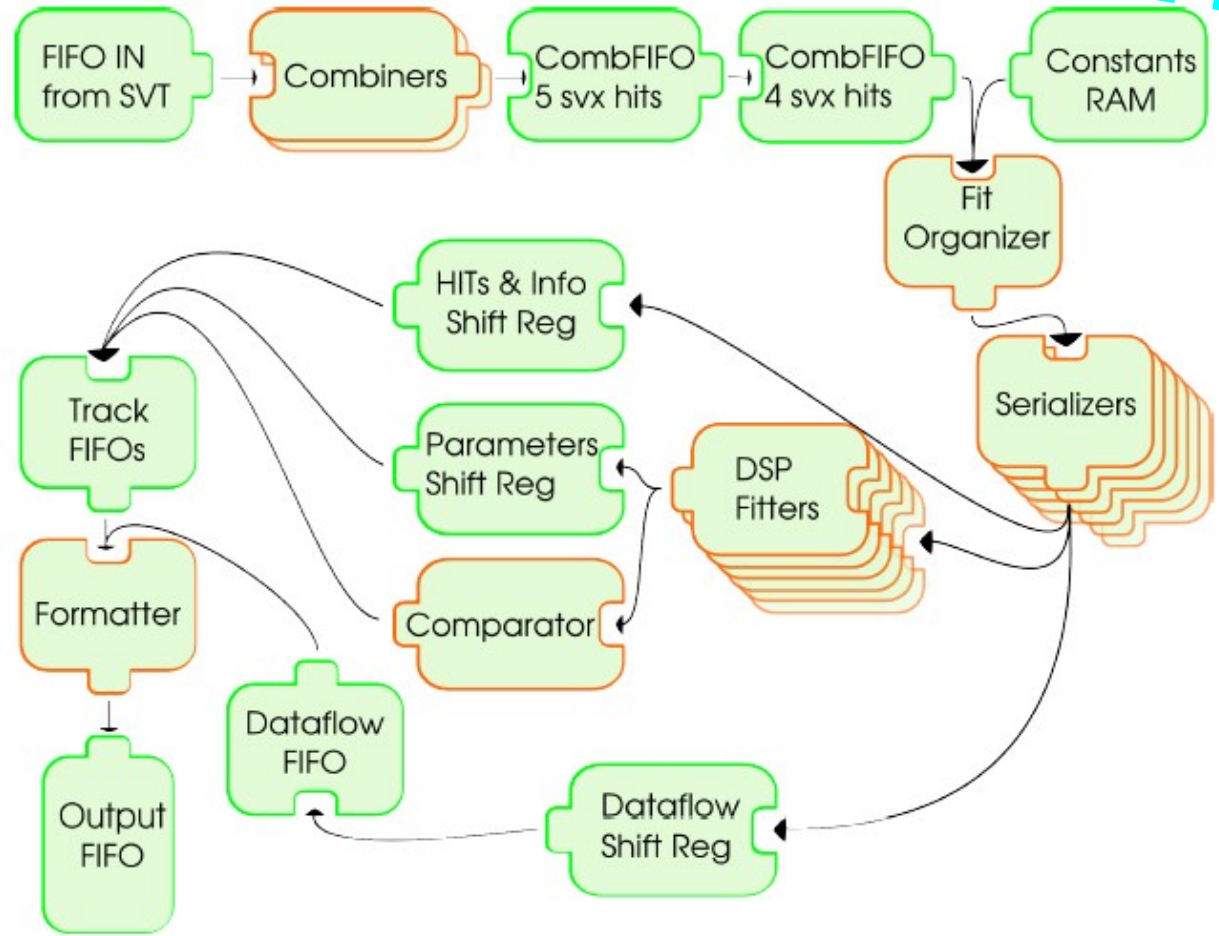 FIFO IN
from SVT
Combiners
CombFIFO
5 svx hits
CombFIFO
4 svx hits
Constants
RAM
Fit
Organizer
HITs & Info
Shift Reg
Serializers
Track
FIFOs
Parameters
Shift Reg
DSP
Fitters
Formatter
Comparator
Dataflow
FIFO
Output
FIFO
Dataflow
Shift Reg